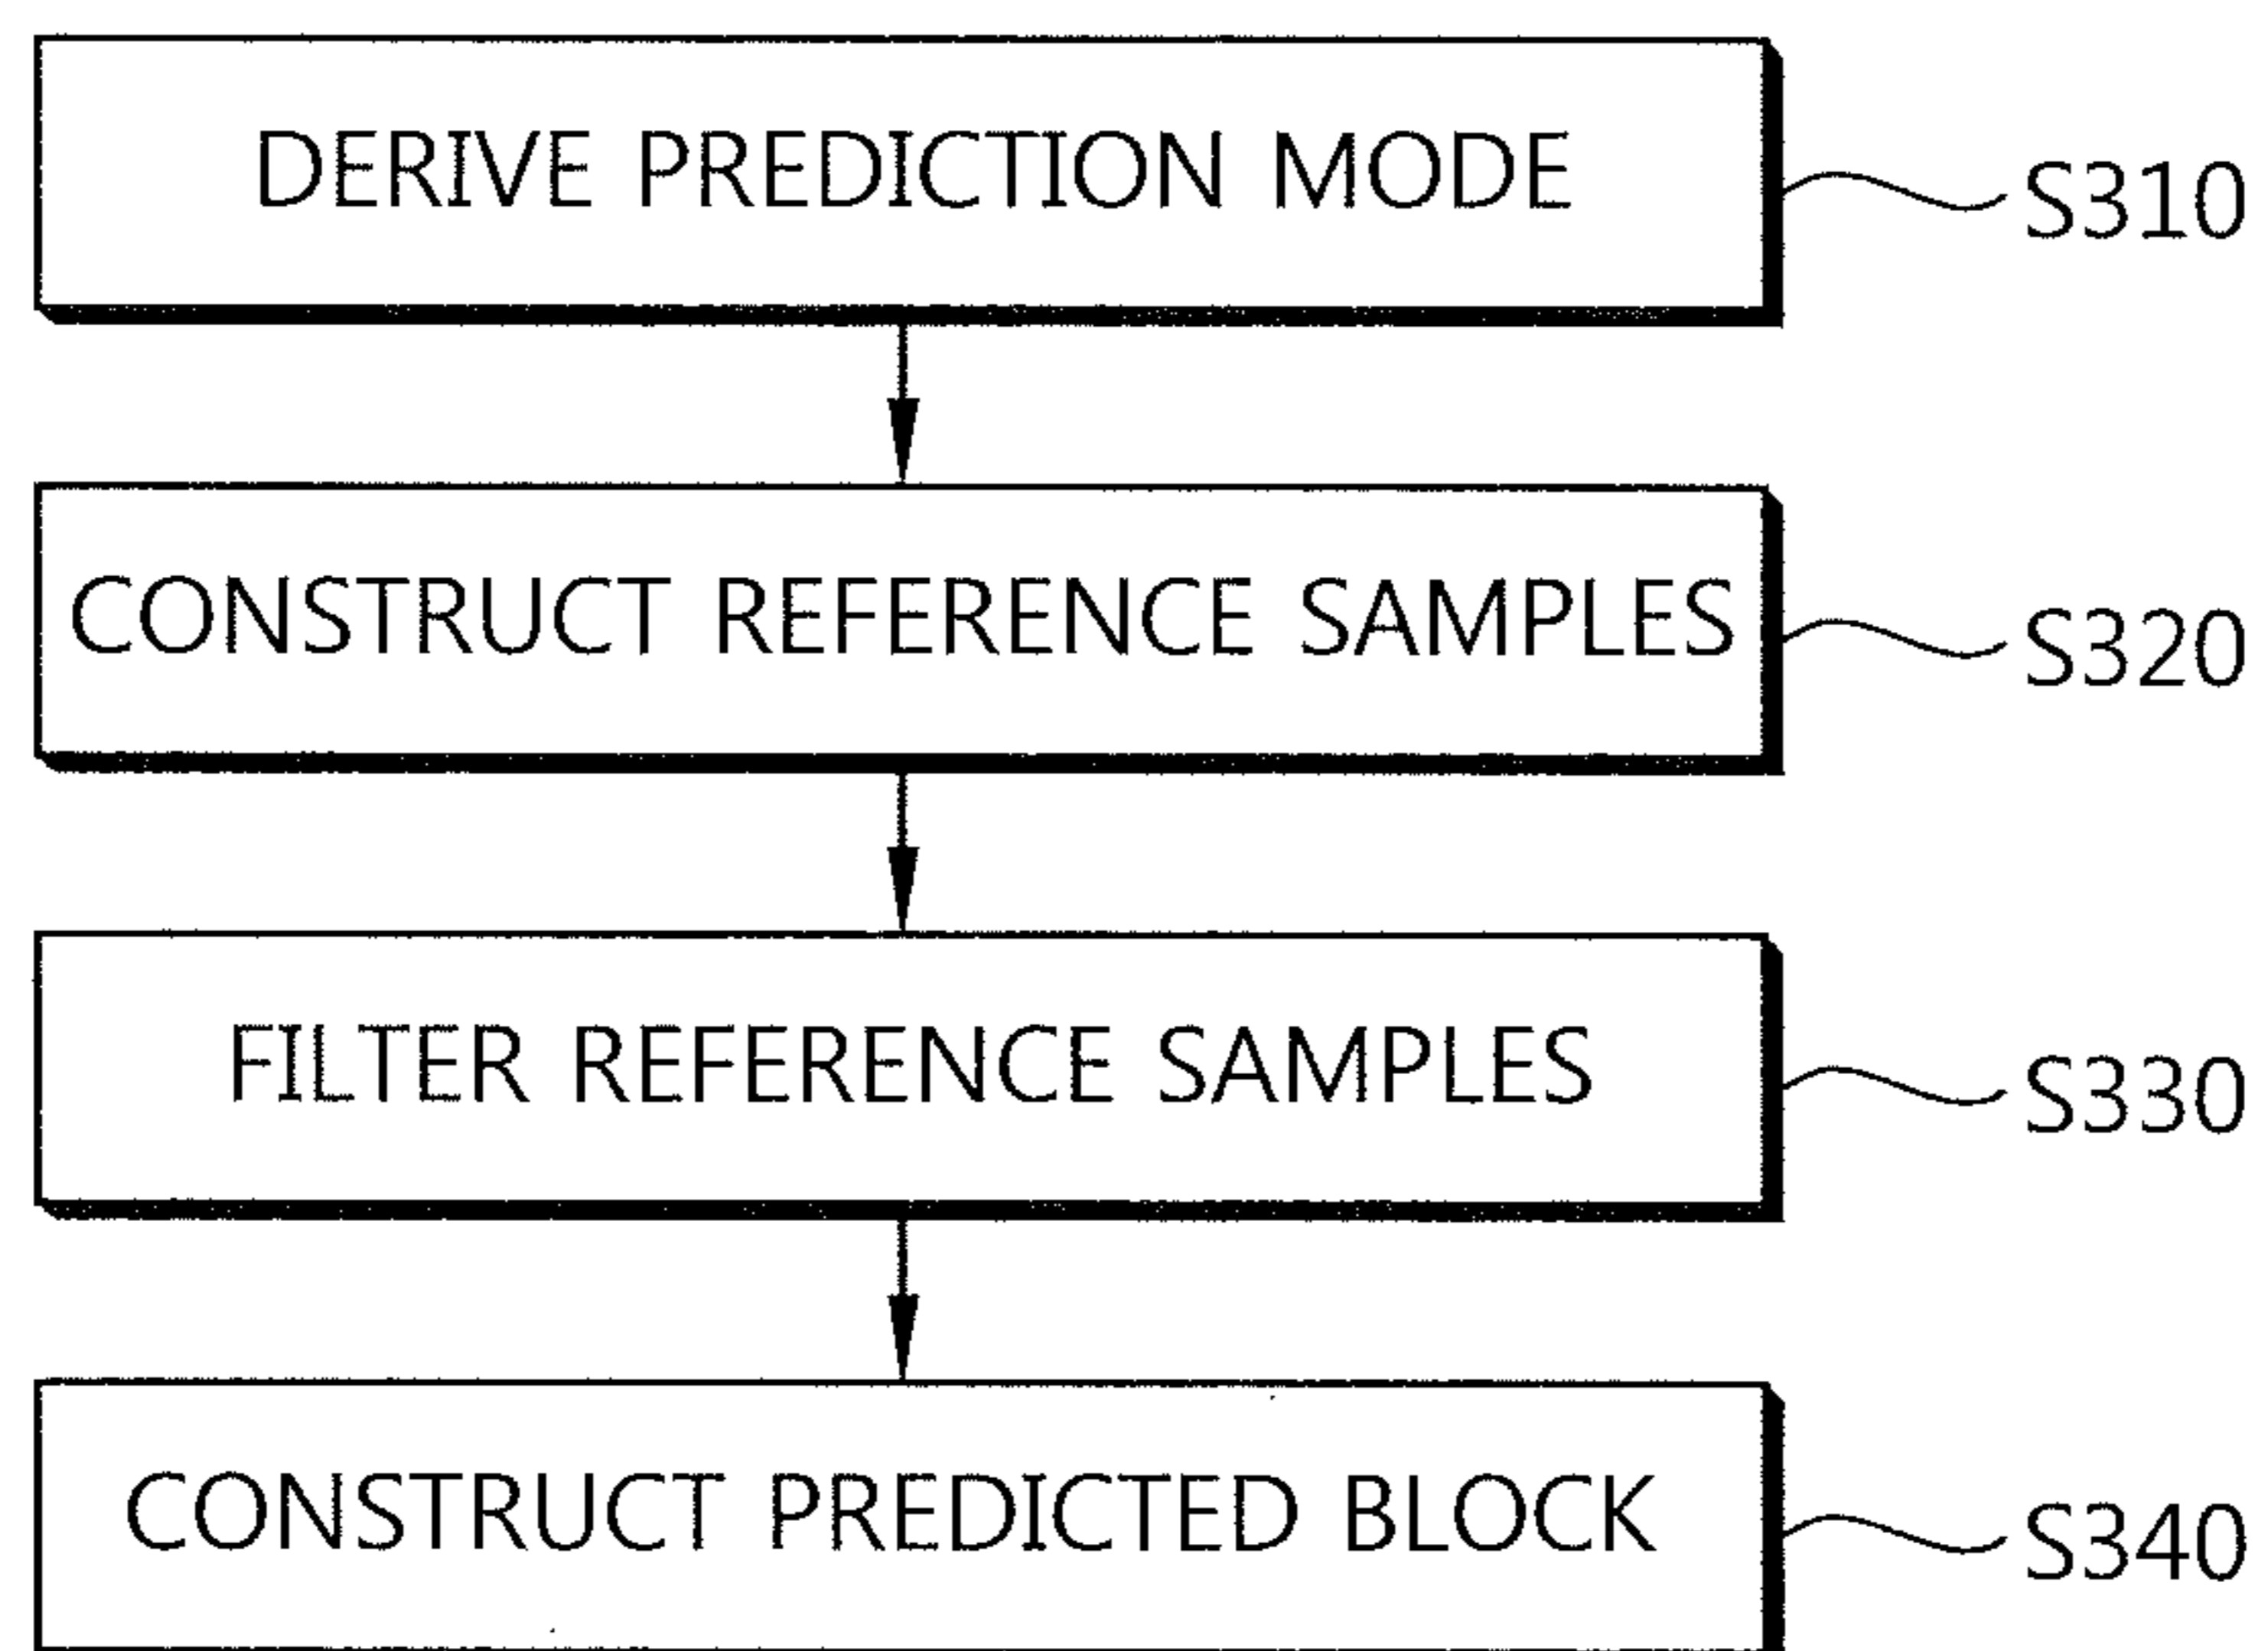 DERIVE PREDICTION MODE
S310
CONSTRUCT REFERENCE SAMPLES
S320
FILTER REFERENCE SAMPLES
S330
CONSTRUCT PREDICTED BLOCK
S340